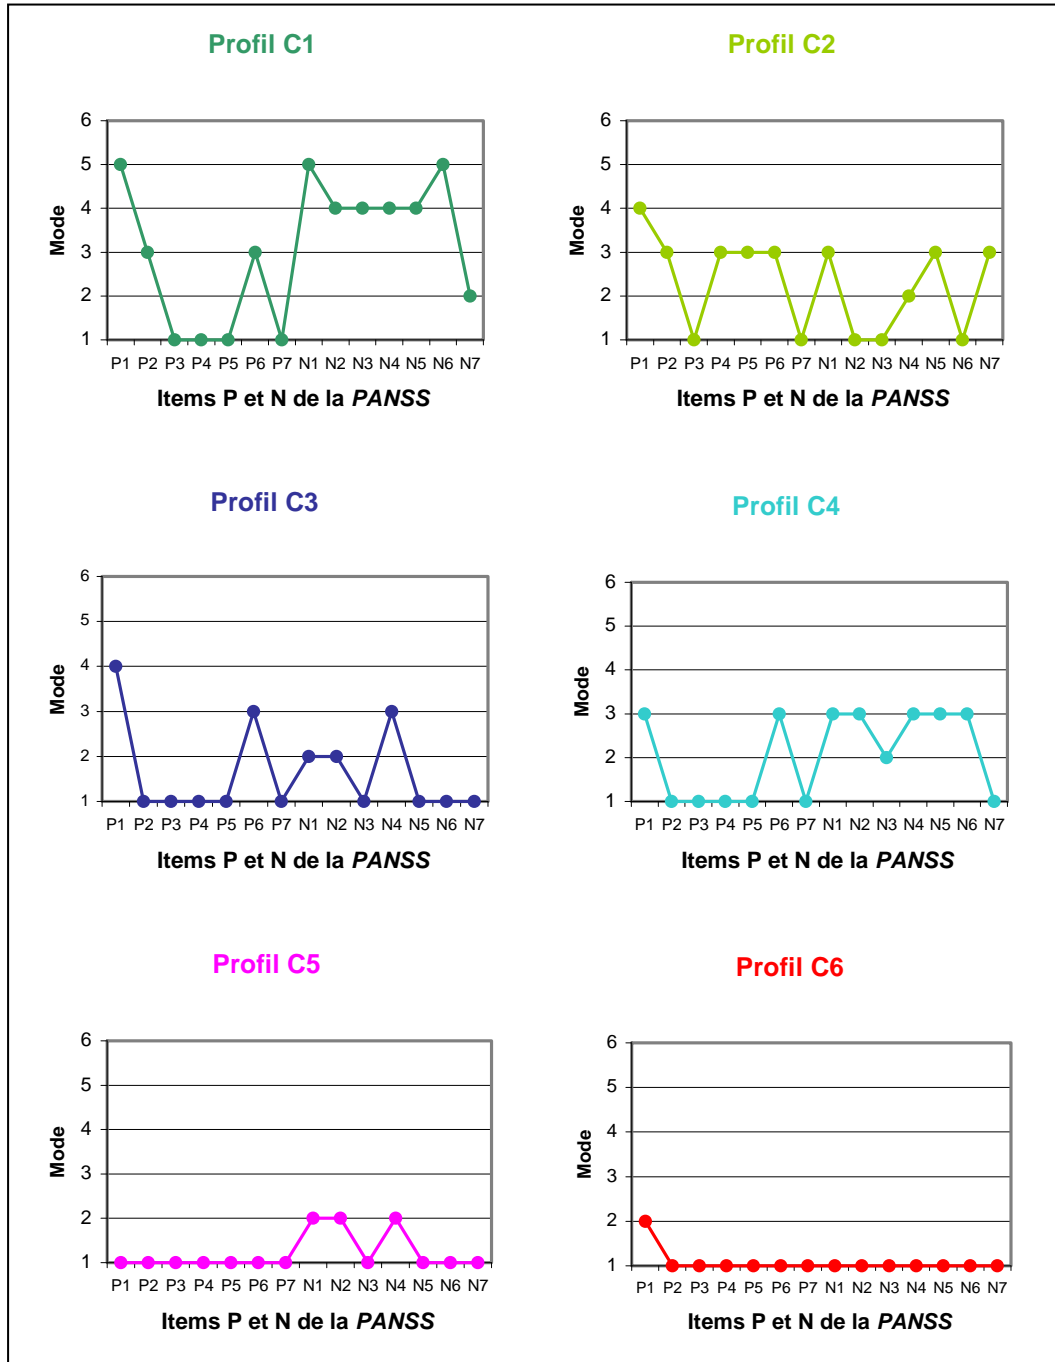 Profil C1
6
5
4
3
2
1
Mode
P1 P2 P3 P4 P5 P6 P7 N1 N2 N3 N4 N5 N6 N7
Items P et N de la PANSS
Profil C2
6
5
4
3
2
1
Mode
P1 P2 P3 P4 P5 P6 P7 N1 N2 N3 N4 N5 N6 N7
Items P et N de la PANSS
Profil C3
6
5
4
3
2
1
Mode
P1 P2 P3 P4 P5 P6 P7 N1 N2 N3 N4 N5 N6 N7
Items P et N de la PANSS
Profil C4
6
5
4
3
2
1
Mode
P1 P2 P3 P4 P5 P6 P7 N1 N2 N3 N4 N5 N6 N7
Items P et N de la PANSS
Profil C5
6
5
4
3
2
1
Mode
P1 P2 P3 P4 P5 P6 P7 N1 N2 N3 N4 N5 N6 N7
Items P et N de la PANSS
Profil C6
6
5
4
3
2
1
Mode
P1 P2 P3 P4 P5 P6 P7 N1 N2 N3 N4 N5 N6 N7
Items P et N de la PANSS